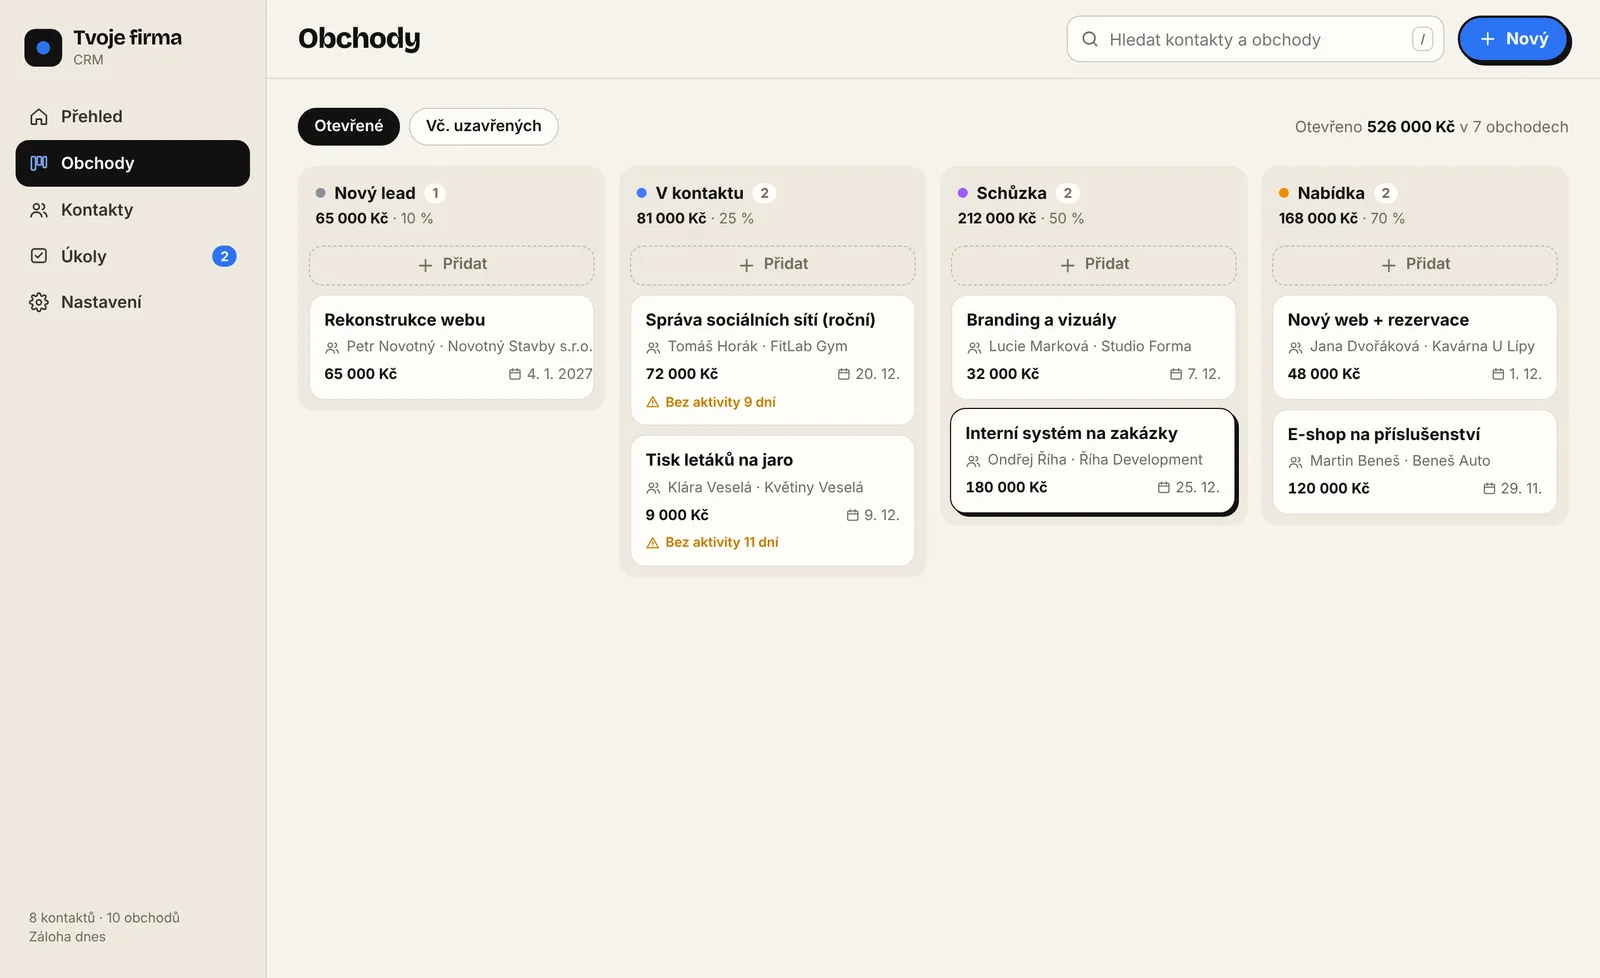 Tvoje firma
CRM
Přehled
Obchody
Kontakty
Úkoly 2
Nastavení
8 kontaktů · 10 obchodů
Záloha dnes
Obchody
Hledat kontakty a obchody /
+ Nový
Otevřené
Vč. uzavřených
Otevřeno 526 000 Kč v 7 obchodech
Nový lead 1
65 000 Kč · 10 %
+ Přidat
Rekonstrukce webu
Petr Novotný · Novotný Stavby s.r.o.
65 000 Kč 4. 1. 2027
V kontaktu 2
81 000 Kč · 25 %
+ Přidat
Správa sociálních sítí (roční)
Tomáš Horák · FitLab Gym
72 000 Kč 20. 12.
Bez aktivity 9 dní
Tisk letáků na jaro
Klára Veselá · Květiny Veselá
9 000 Kč 9. 12.
Bez aktivity 11 dní
Schůzka 2
212 000 Kč · 50 %
+ Přidat
Branding a vizuály
Lucie Marková · Studio Forma
32 000 Kč 7. 12.
Interní systém na zakázky
Ondřej Říha · Říha Development
180 000 Kč 25. 12.
Nabídka 2
168 000 Kč · 70 %
+ Přidat
Nový web + rezervace
Jana Dvořáková · Kavárna U Lípy
48 000 Kč 1. 12.
E-shop na příslušenství
Martin Beneš · Beneš Auto
120 000 Kč 29. 11.